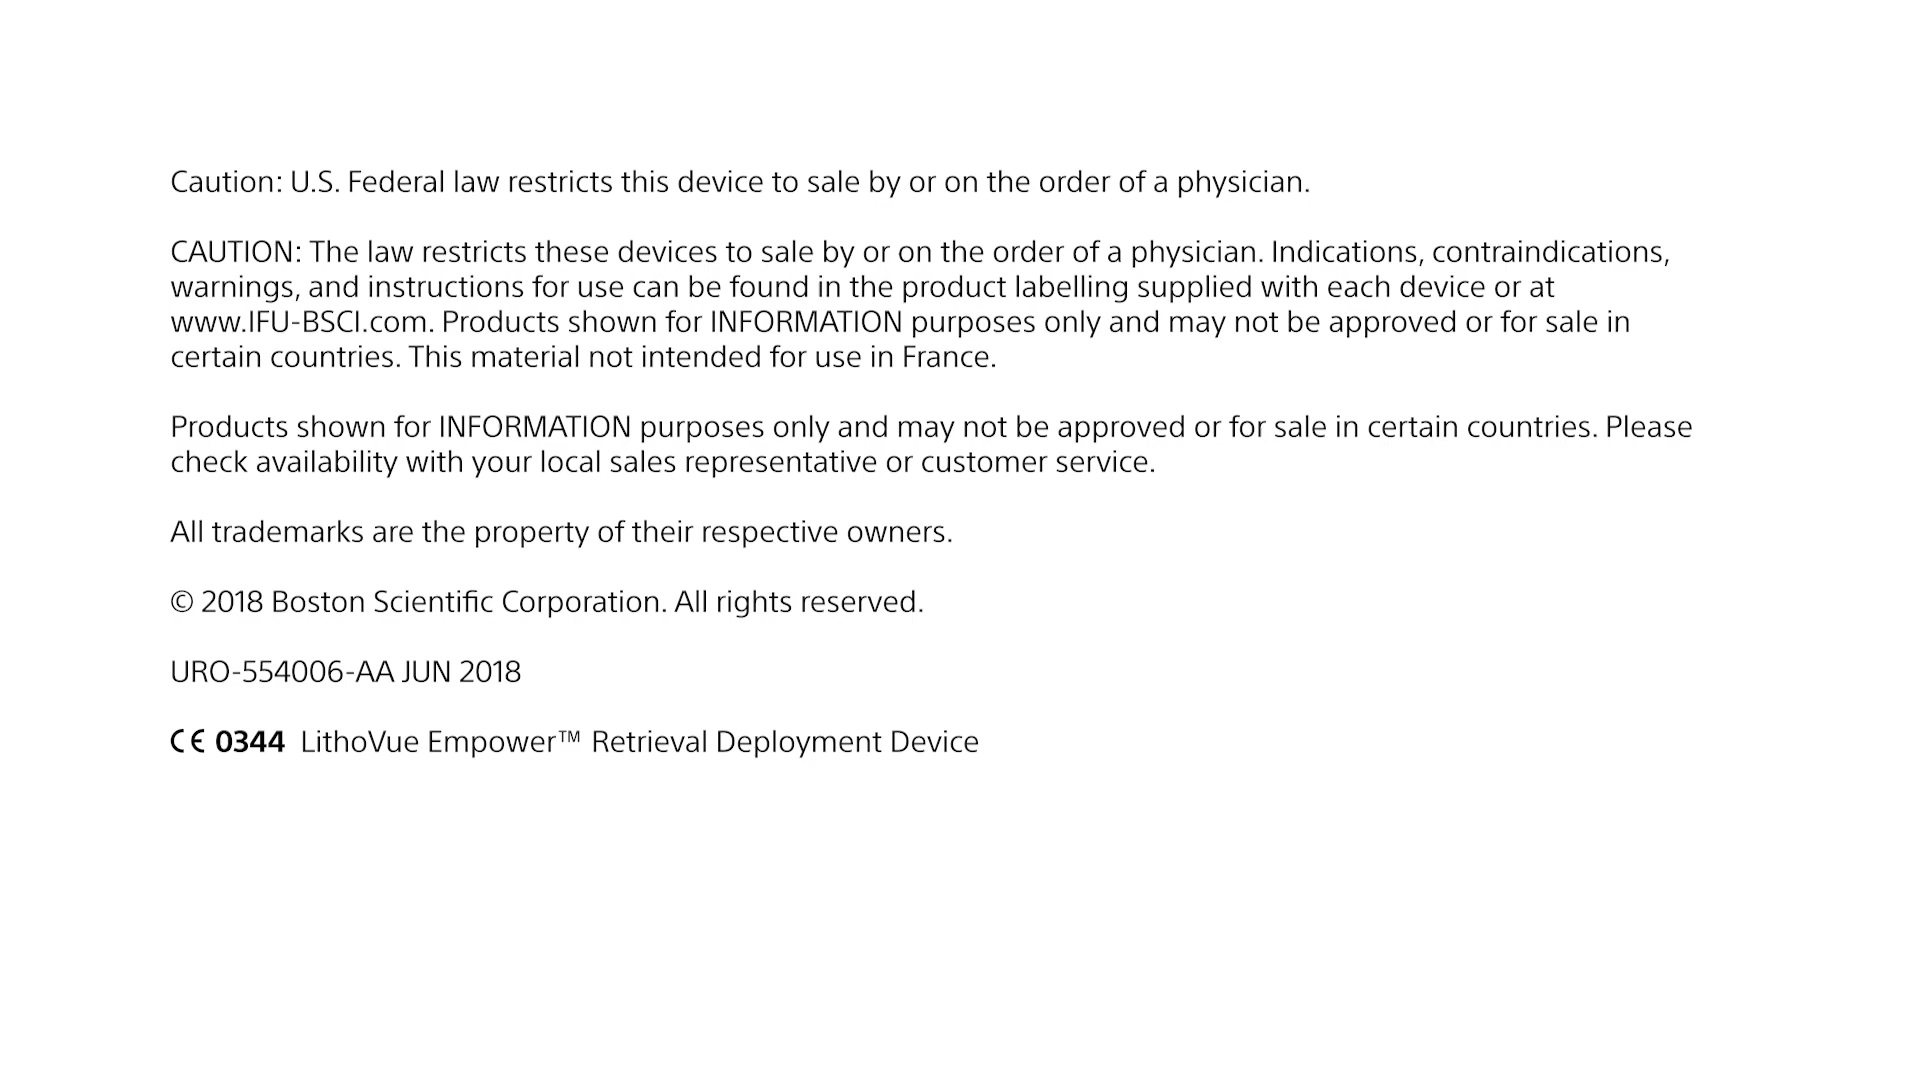 Caution: U.S. Federal law restricts this device to sale by or on the order of a physician.
CAUTION: The law restricts these devices to sale by or on the order of a physician. Indications, contraindications,
warnings, and instructions for use can be found in the product labelling supplied with each device or at
www.IFU-BSCI.com. Products shown for INFORMATION purposes only and may not be approved or for sale in
certain countries. This material not intended for use in France.
Products shown for INFORMATION purposes only and may not be approved or for sale in certain countries. Please
check availability with your local sales representative or customer service.
All trademarks are the property of their respective owners.
© 2018 Boston Scientific Corporation. All rights reserved.
URO-554006-AA JUN 2018
CE 0344 LithoVue Empower™ Retrieval Deployment Device